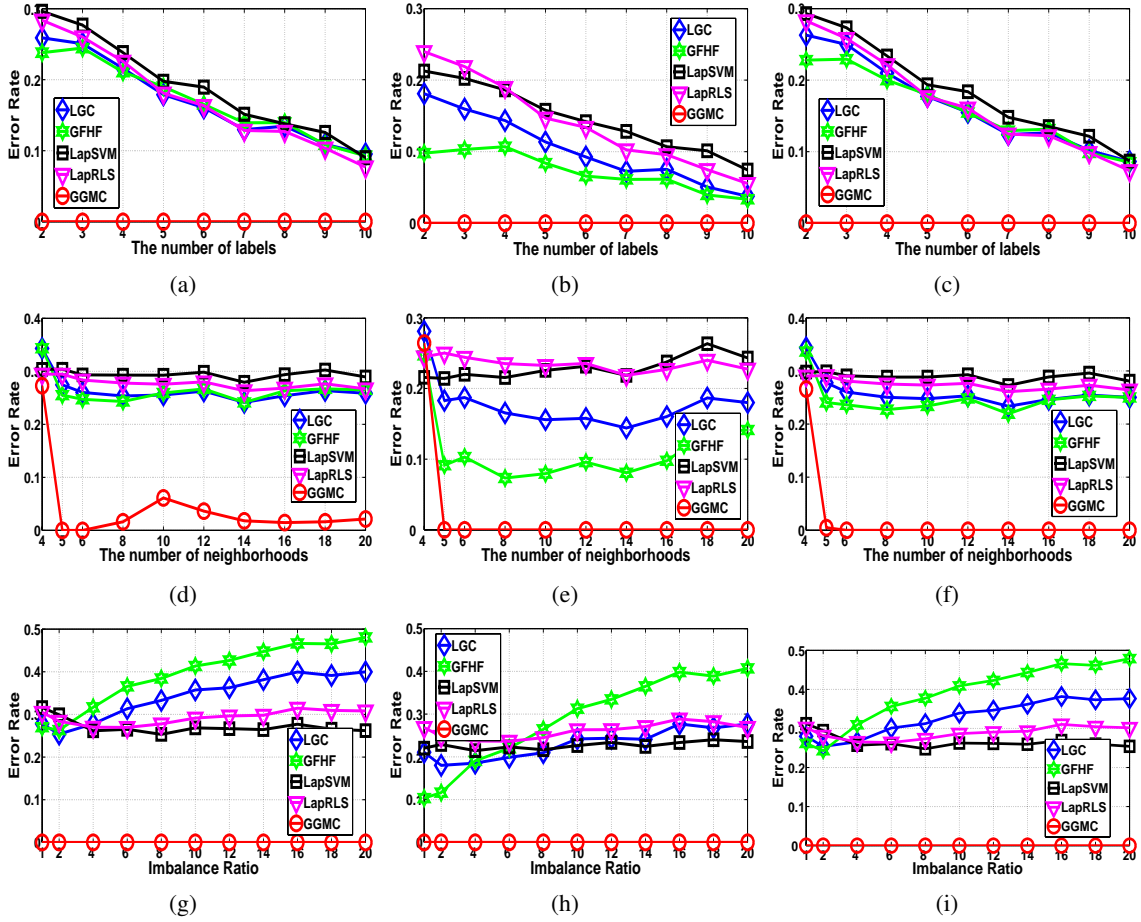 0.3
0.2
0.1
0
Error Rate
LGC
GFHF
LapSVM
LapRLS
GGMC
2 3 4 5 6 7 8 9 10
The number of labels
(a)
0.3
0.2
0.1
0
Error Rate
LGC
GFHF
LapSVM
LapRLS
GGMC
2 3 4 5 6 7 8 9 10
The number of labels
(b)
0.3
0.2
0.1
0
Error Rate
LGC
GFHF
LapSVM
LapRLS
GGMC
2 3 4 5 6 7 8 9 10
The number of labels
(c)
0.4
0.2
0.1
0
Error Rate
LGC
GFHF
LapSVM
LapRLS
GGMC
4 5 6 8 10 12 14 16 18 20
The number of neighborhoods
(d)
0.3
0.2
0.1
0
Error Rate
LGC
GFHF
LapSVM
LapRLS
GGMC
4 5 6 8 10 12 14 16 18 20
The number of neighborhoods
(e)
0.4
0.2
0.1
0
Error Rate
LGC
GFHF
LapSVM
LapRLS
GGMC
4 5 6 8 10 12 14 16 18 20
The number of neighborhoods
(f)
0.5
0.4
0.3
0.2
0.1
0
Error Rate
LGC
GFHF
LapSVM
LapRLS
GGMC
1 2 4 6 8 10 12 14 16 18 20
Imbalance Ratio
(g)
0.5
0.4
0.3
0.2
0.1
0
Error Rate
LGC
GFHF
LapSVM
LapRLS
GGMC
1 2 4 6 8 10 12 14 16 18 20
Imbalance Ratio
(h)
0.5
0.4
0.3
0.2
0.1
0
Error Rate
LGC
GFHF
LapSVM
LapRLS
GGMC
1 2 4 6 8 10 12 14 16 18 20
Imbalance Ratio
(i)